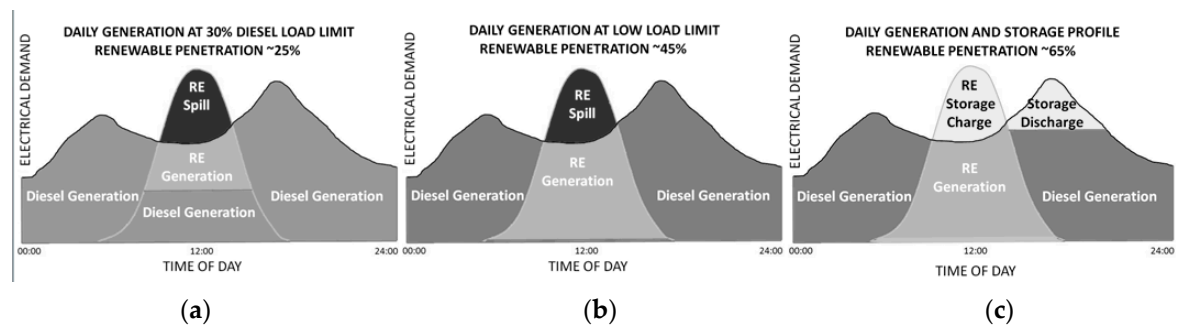 DAILY GENERATION AT 30% DIESEL LOAD LIMIT
RENEWABLE PENETRATION ~25%
ELECTRICAL DEMAND
RE
Spill
RE
Generation
Diesel Generation
Diesel Generation
Diesel Generation
00:00
12:00
24:00
TIME OF DAY
(a)
DAILY GENERATION AT LOW LOAD LIMIT
RENEWABLE PENETRATION ~45%
ELECTRICAL DEMAND
RE
Spill
RE
Generation
Diesel Generation
Diesel Generation
00:00
12:00
24:00
TIME OF DAY
(b)
DAILY GENERATION AND STORAGE PROFILE
RENEWABLE PENETRATION ~65%
ELECTRICAL DEMAND
RE
Storage
Charge
Storage
Discharge
RE
Generation
Diesel Generation
Diesel Generation
00:00
12:00
24:00
TIME OF DAY
(c)